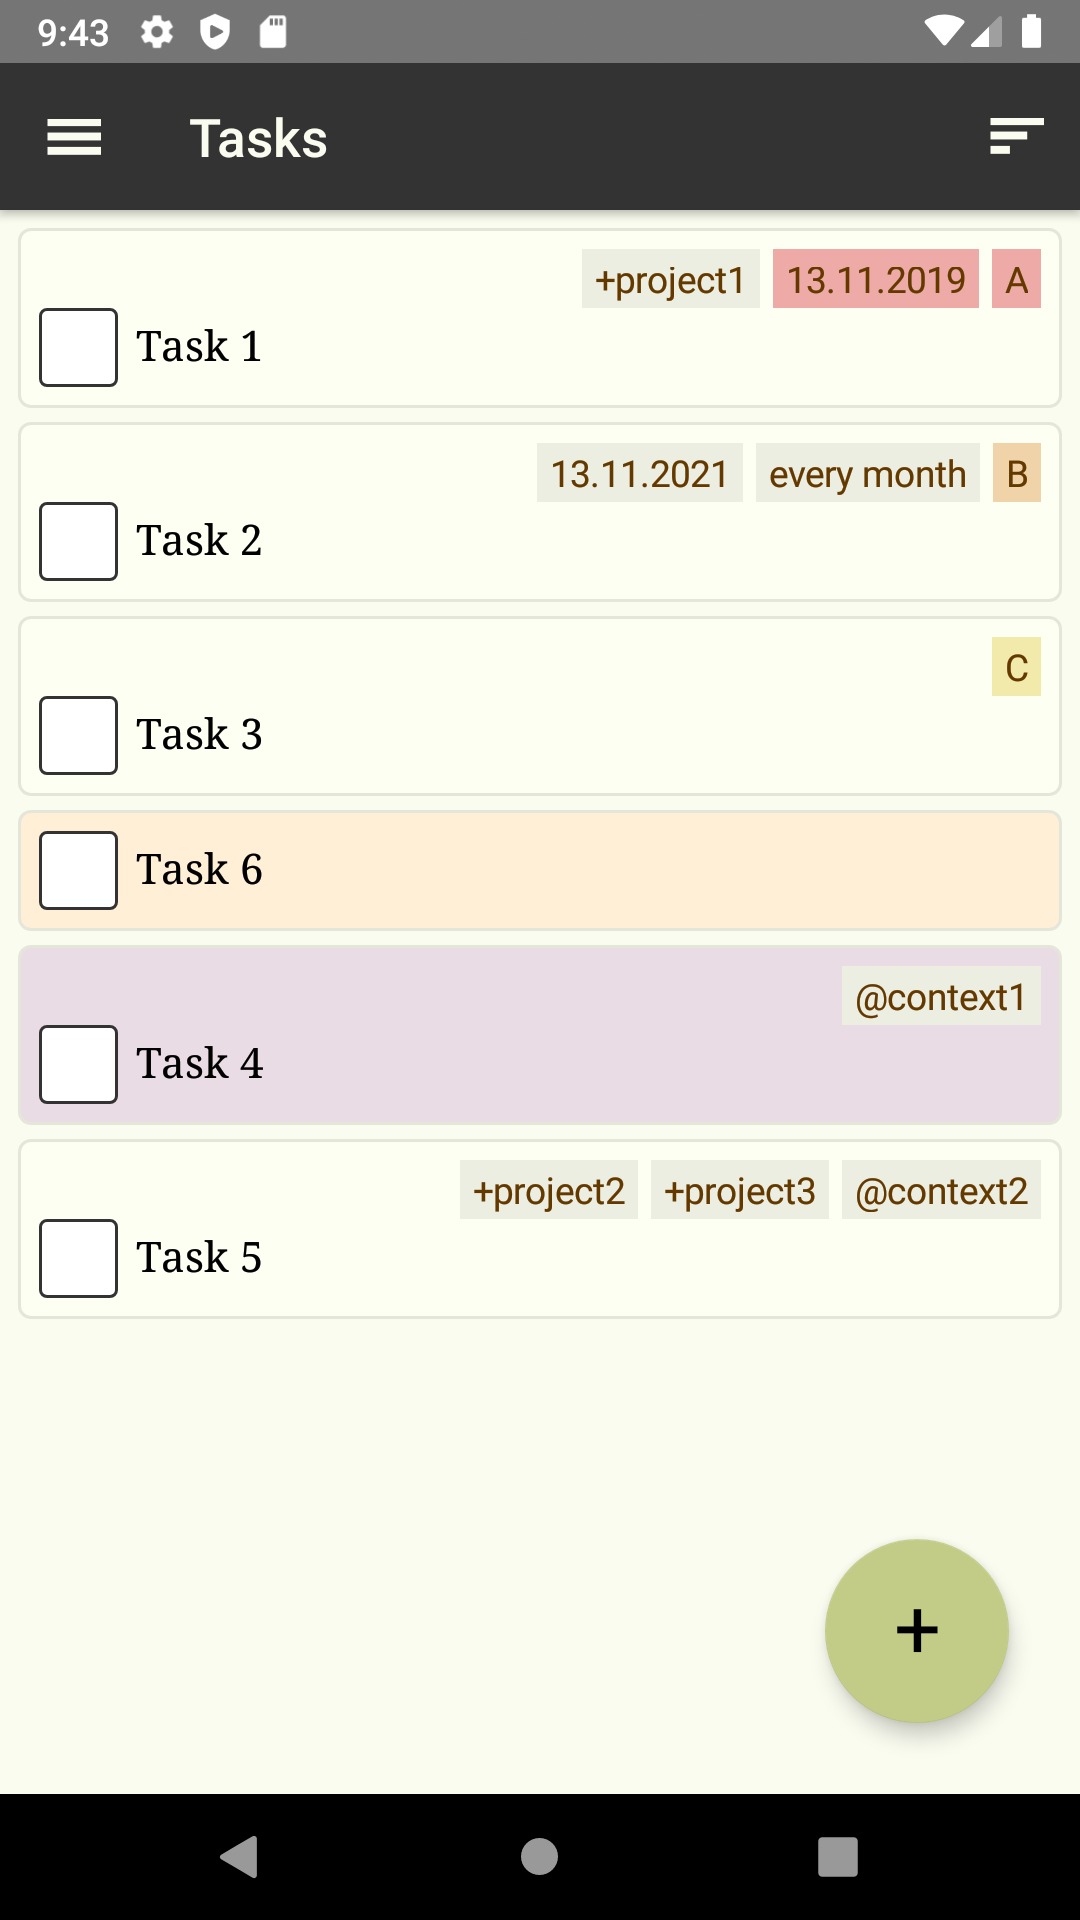 9:43
Tasks
+project1 13.11.2019 A
Task 1
13.11.2021 every month B
Task 2
C
Task 3
Task 6
@context1
Task 4
+project2 +project3 @context2
Task 5
+